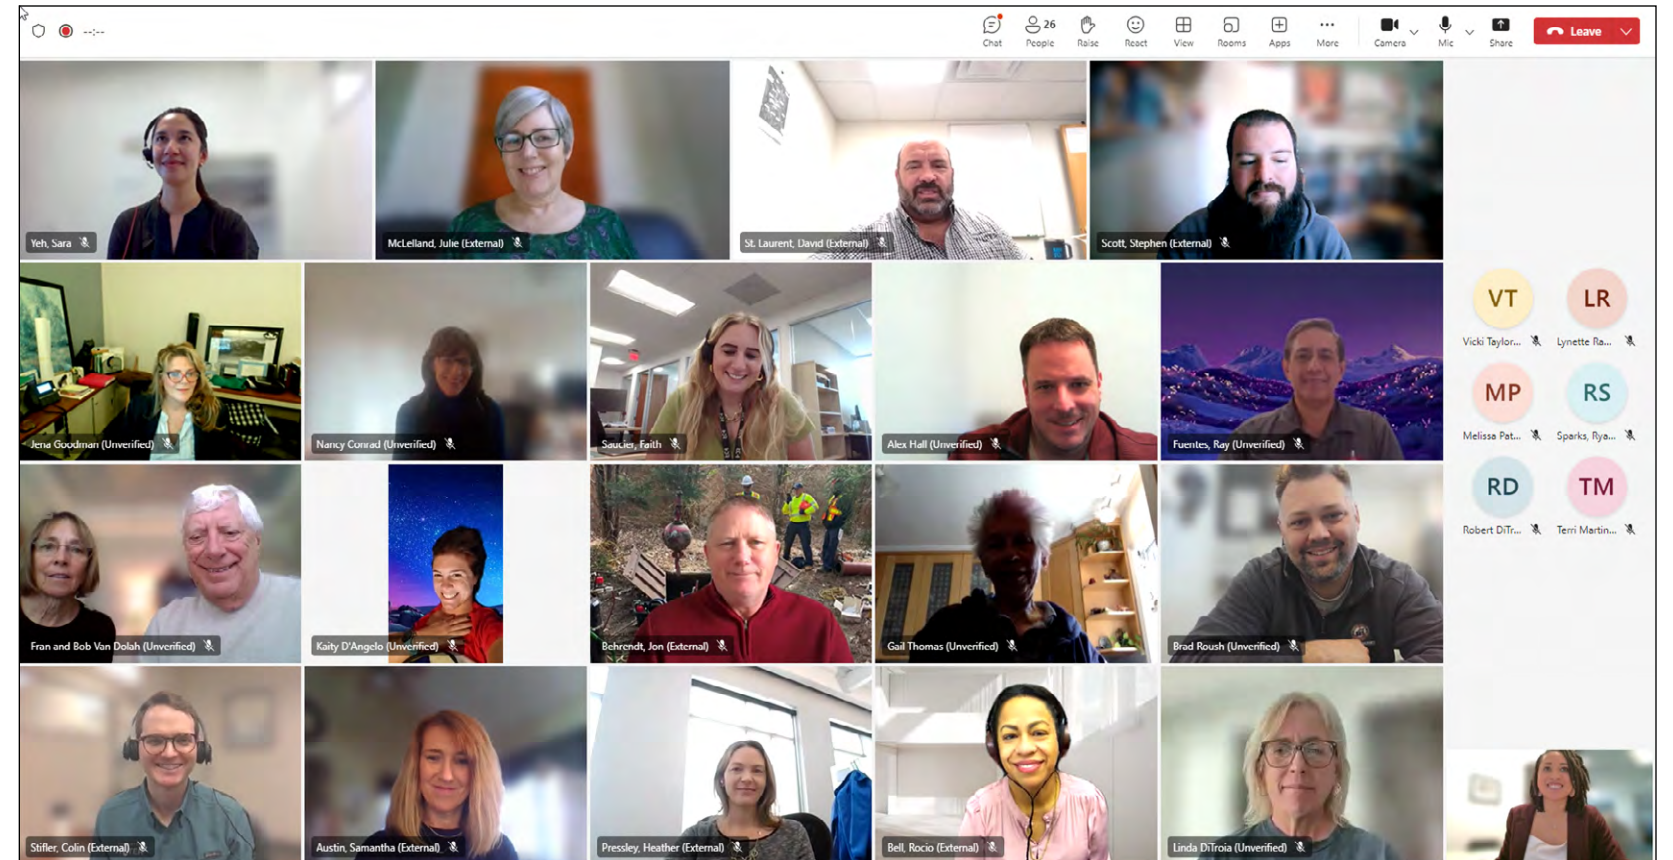 --:--
Chat
26
People
Raise
React
View
Rooms
Apps
More
Camera
Mic
Share
Leave
Yeh, Sara
McLelland, Julie (External)
St. Laurent, David (External)
Scott, Stephen (External)
Jena Goodman (Unverified)
Nancy Conrad (Unverified)
Saucier, Faith
Alex Hall (Unverified)
Fuentes, Ray (Unverified)
VT
LR
Vicki Taylor...
Lynette Ra...
MP
RS
Melissa Pat...
Sparks, Rya...
RD
TM
Robert DiTr...
Terri Martin...
Fran and Bob Van Dolah (Unverified)
Kaity D'Angelo (Unverified)
Behrendt, Jon (External)
Gail Thomas (Unverified)
Brad Roush (Unverified)
Stifler, Colin (External)
Austin, Samantha (External)
Pressley, Heather (External)
Bell, Rocio (External)
Linda DiTroia (Unverified)